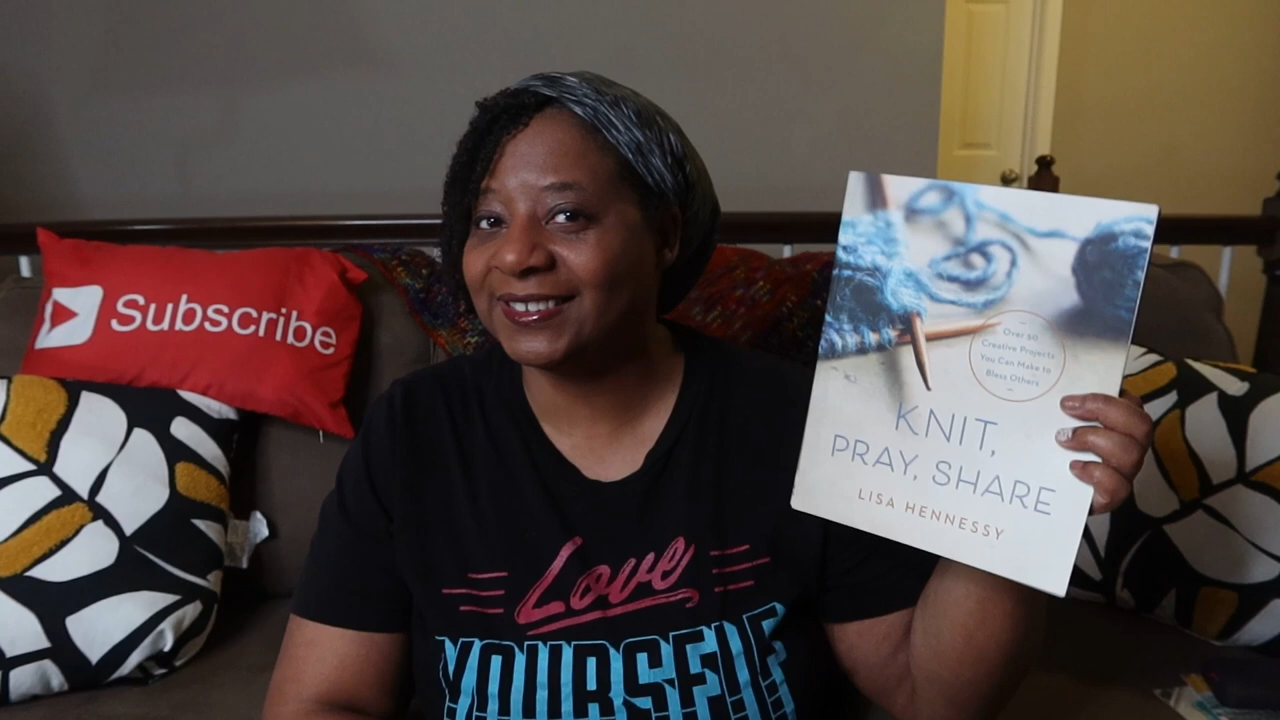 Subscribe
Over 50
Creative Projects
You Can Make to
Bless Others
KNIT,
PRAY, SHARE
LISA HENNESSY
Love
YOURSELF